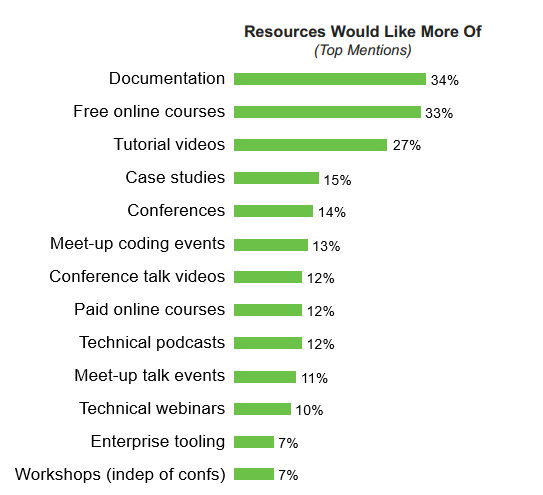 Resources Would Like More Of
(Top Mentions)
Documentation 34%
Free online courses 33%
Tutorial videos 27%
Case studies 15%
Conferences 14%
Meet-up coding events 13%
Conference talk videos 12%
Paid online courses 12%
Technical podcasts 12%
Meet-up talk events 11%
Technical webinars 10%
Enterprise tooling 7%
Workshops (indep of confs) 7%